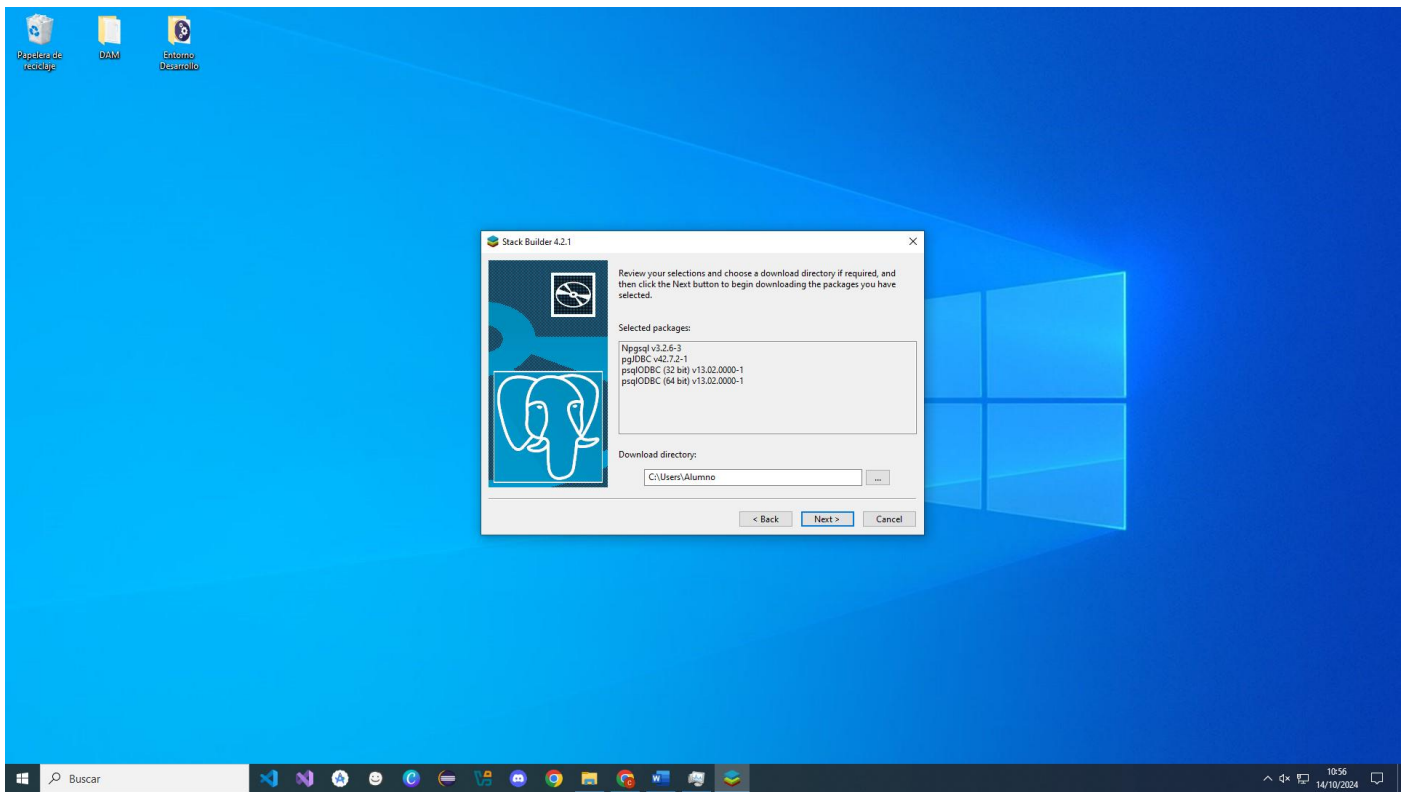 Papelera de
reciclaje
DAM
Entorno
Desarrollo
Stack Builder 4.2.1
Review your selections and choose a download directory if required, and
then click the Next button to begin downloading the packages you have
selected.
Selected packages:
Npgsql v3.2.6-3
pgJDBC v42.7.2-1
psqlODBC (32 bit) v13.02.0000-1
psqlODBC (64 bit) v13.02.0000-1
Download directory:
C:\Users\Alumno
...
< Back
Next >
Cancel
Buscar
10:56
14/10/2024